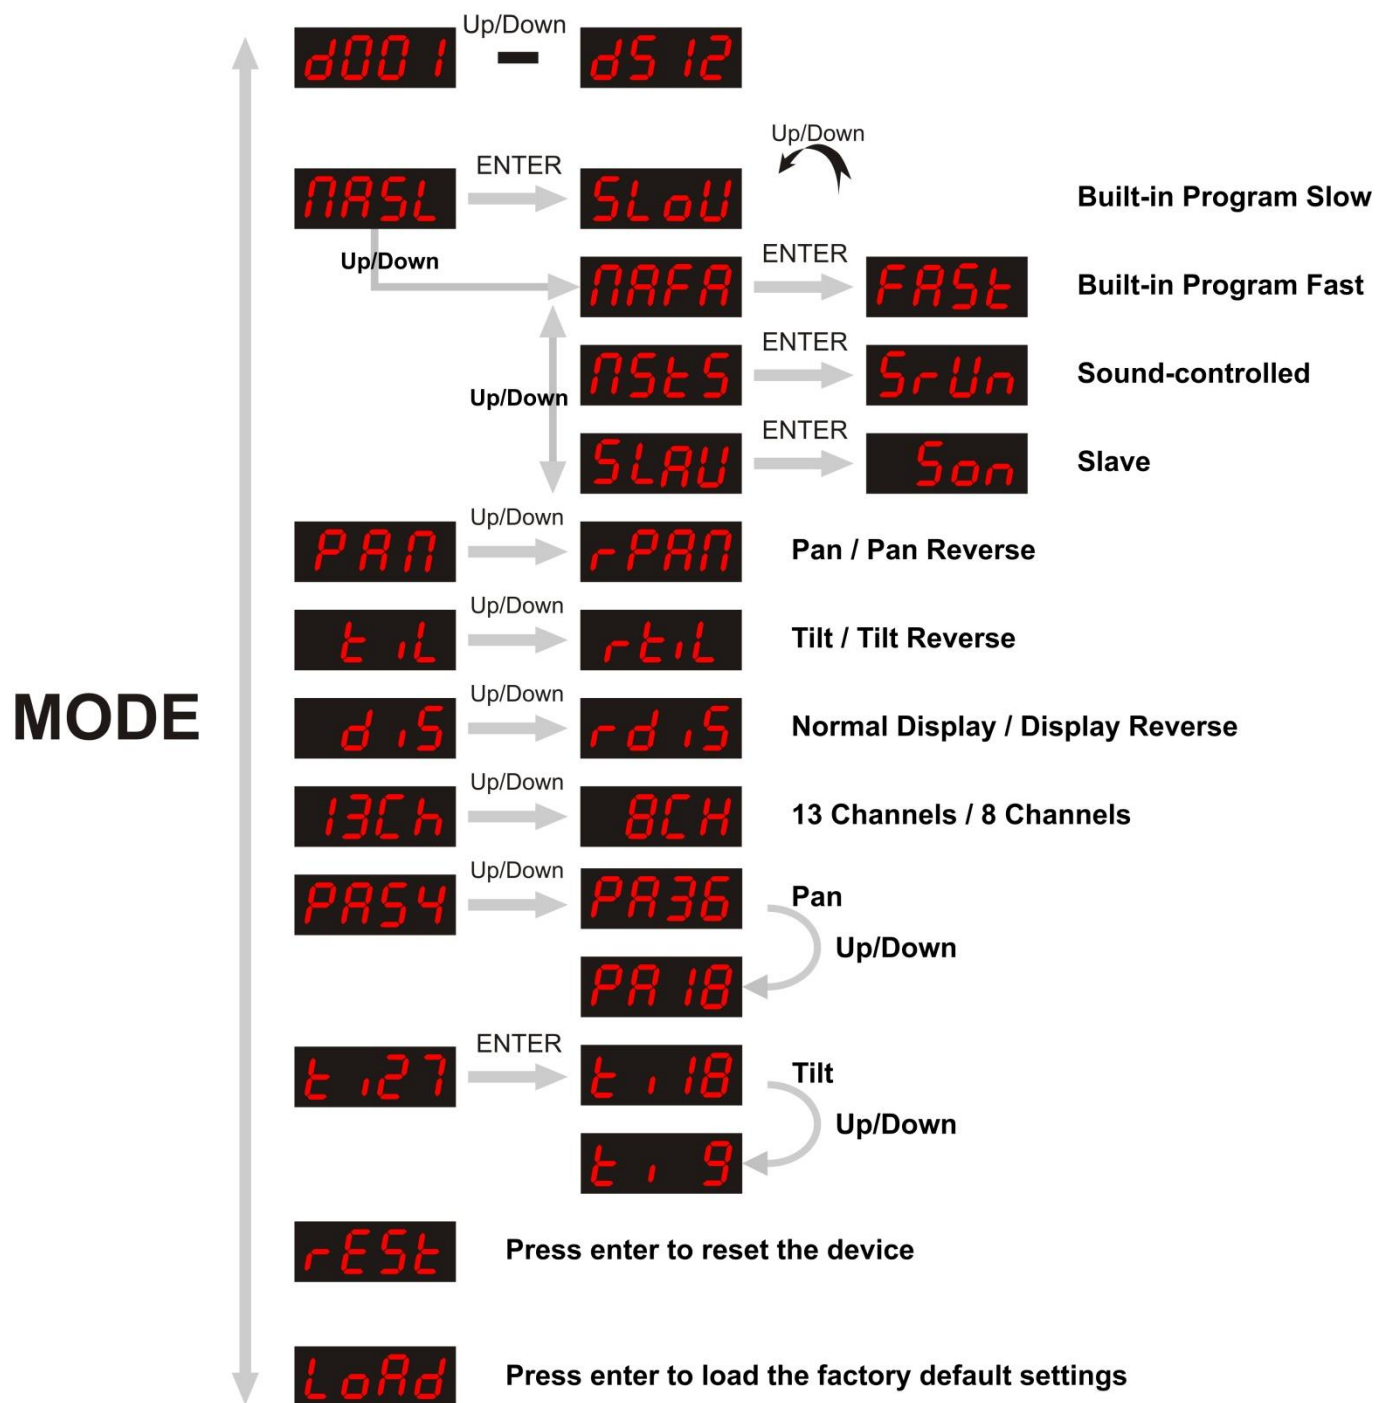 Up/Down
d001 d512
Up/Down
MASL ENTER SLoU Built-in Program Slow
Up/Down MAFA ENTER FASt Built-in Program Fast
MStS ENTER SrUn Sound-controlled
Up/Down
SLAU ENTER Son Slave
PAM Up/Down rPAM Pan / Pan Reverse
tiL Up/Down rtiL Tilt / Tilt Reverse
MODE
diS Up/Down rdiS Normal Display / Display Reverse
13Ch Up/Down 8CH 13 Channels / 8 Channels
PA54 Up/Down PA36 Pan
Up/Down
PA18
ti27 ENTER ti18 Tilt
Up/Down
ti 9
rESt Press enter to reset the device
LoAd Press enter to load the factory default settings